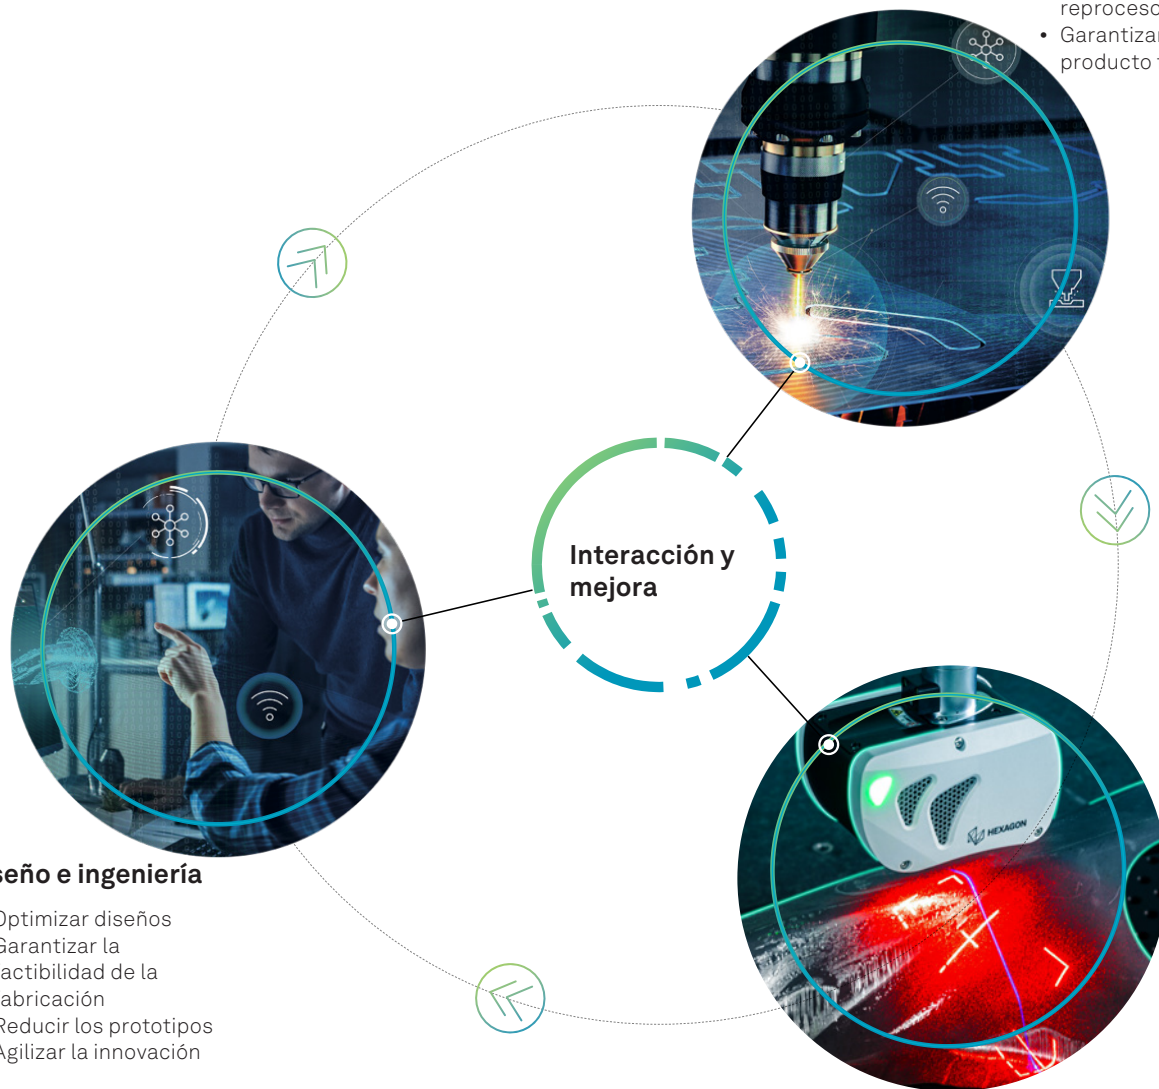 reproceso
• Garantizar
producto
Interacción y
mejora
HEXAGON
seño e ingeniería
Optimizar diseños
Garantizar la
actibilidad de la
abricación
Reducir los prototipos
Agilizar la innovación